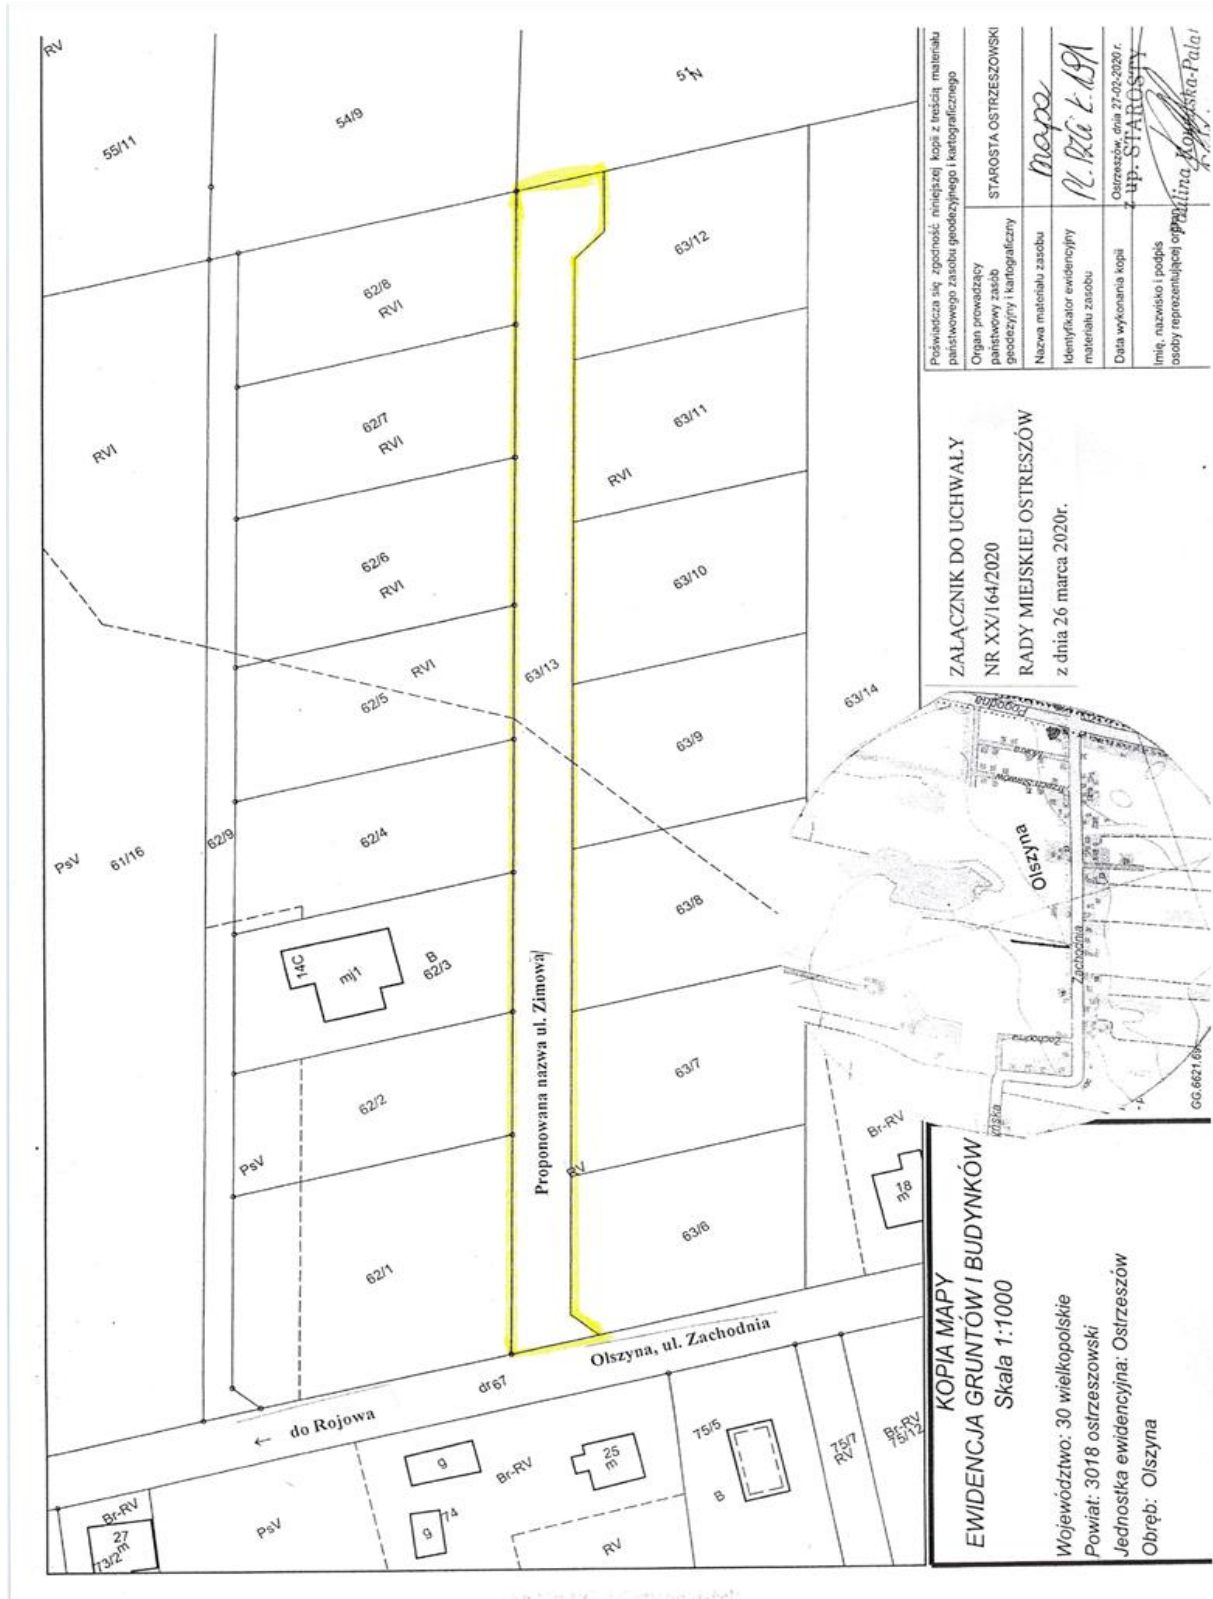 RV
55/11
54/9
51
N
RVI
62/8
RVI
63/12
62/7
RVI
63/11
RVI
62/6
RVI
63/10
RVI
62/5
63/13
63/9
63/14
PsV
61/16
62/9
62/4
63/8
14C
mj1
B
62/3
Proponowana nazwa ul. Zimowa
62/2
63/7
PsV
RV
Br-RV
18
m
62/1
63/6
Olszyna, ul. Zachodnia
dr67
← do Rojowa
Br-RV
27
m
73/2
PsV
g
g
74
Br-RV
25
m
RV
75/5
B
75/7
RV
Br-RV
75/12
Poświadcza się zgodność niniejszej kopii z treścią materiału
państwowego zasobu geodezyjnego i kartograficznego
Organ prowadzący
państwowy zasób
geodezyjny i kartograficzny
STAROSTA OSTRZESZOWSKI
Nazwa materiału zasobu
mapa
Identyfikator ewidencyjny
materiału zasobu
Data wykonania kopii
Ostrzeszów, dnia 27-02-2020 r.
z up. STAROSTY
Imię, nazwisko i podpis
osoby reprezentującej organ
Paulina
ZAŁĄCZNIK DO UCHWAŁY
NR XX/164/2020
RADY MIEJSKIEJ OSTRESZÓW
z dnia 26 marca 2020r.
Pogodna
Olszyna
Zachodnia
Zachodnia
GG.6621.69
KOPIA MAPY
EWIDENCJA GRUNTÓW I BUDYNKÓW
Skala 1:1000
Województwo: 30 wielkopolskie
Powiat: 3018 ostrzeszowski
Jednostka ewidencyjna: Ostrzeszów
Obręb: Olszyna